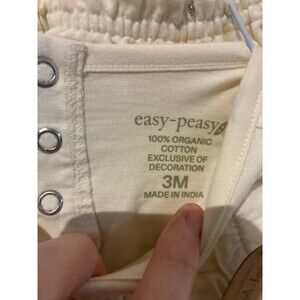 easy-peasy
100% ORGANIC
COTTON
EXCLUSIVE OF
DECORATION
3M
MADE IN INDIA